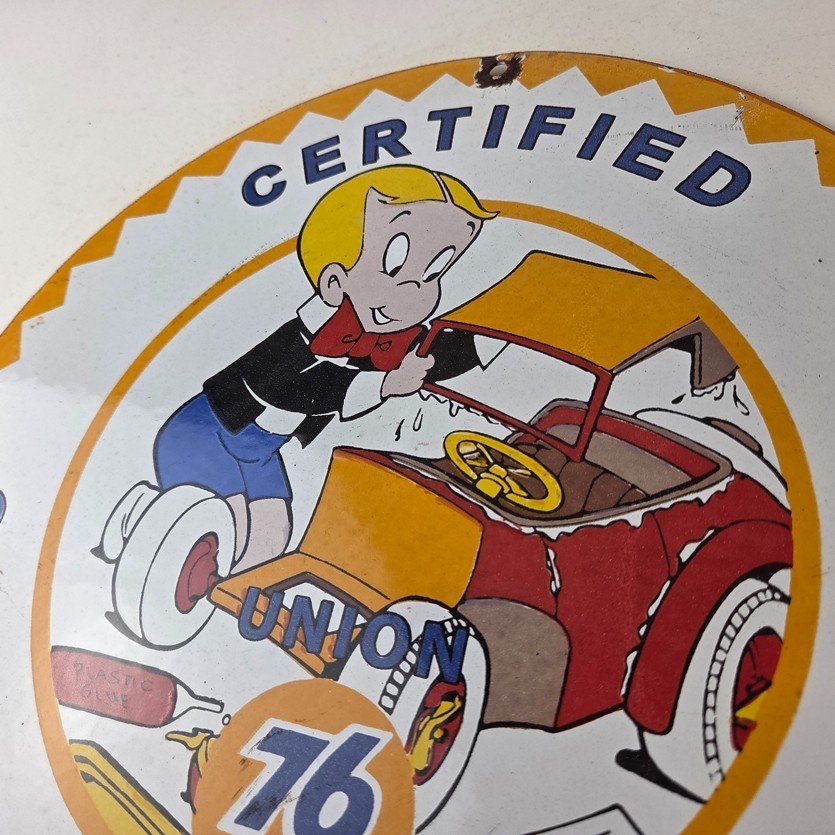 CERTIFIED
UNION
76
PLASTIC
GLUE